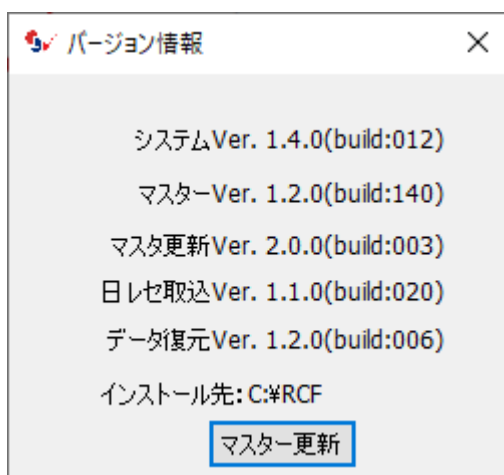 バージョン情報
システムVer. 1.4.0(build:012)
マスターVer. 1.2.0(build:140)
マスタ更新Ver. 2.0.0(build:003)
日レセ取込Ver. 1.1.0(build:020)
データ復元Ver. 1.2.0(build:006)
インストール先: C:¥RCF
マスター更新